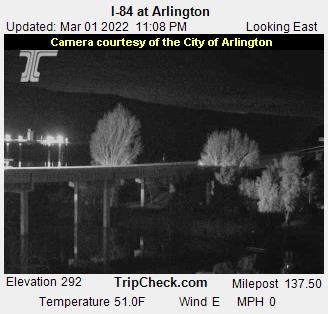 I-84 at Arlington
Updated: Mar 01 2022 11:08 PM Looking East
Camera courtesy of the City of Arlington
Elevation 292 TripCheck.com Milepost 137.50
Temperature 51.0F Wind E MPH 0